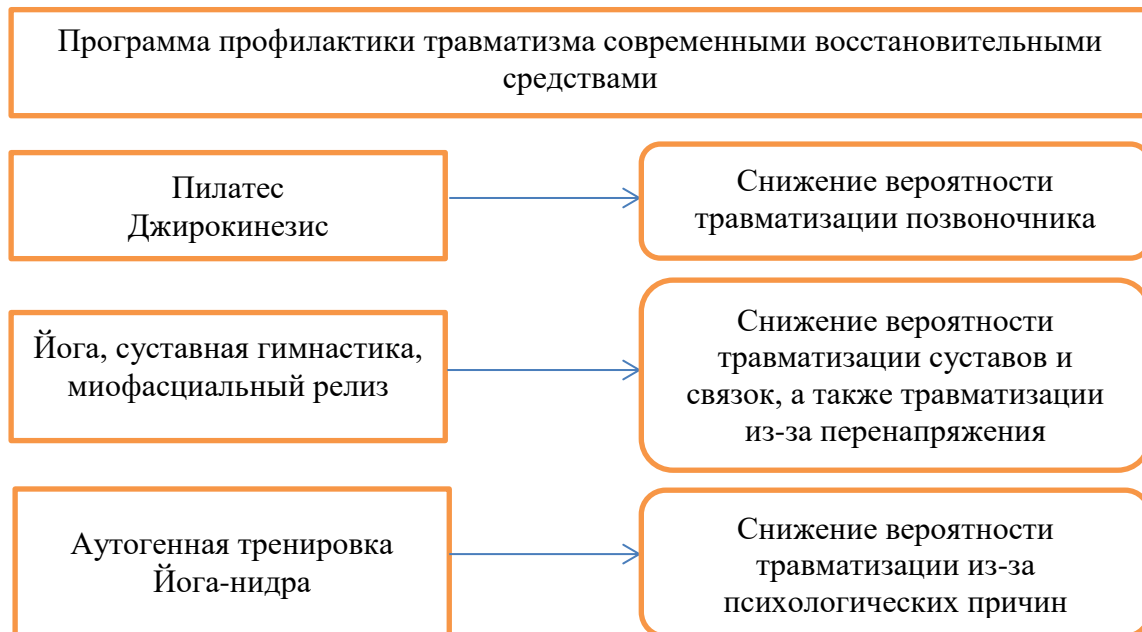 Программа профилактики травматизма современными восстановительными
средствами
Пилатес
Джирокинезис
Снижение вероятности
травматизации позвоночника
Йога, суставная гимнастика,
миофасциальный релиз
Снижение вероятности
травматизации суставов и
связок, а также травматизации
из-за перенапряжения
Аутогенная тренировка
Йога-нидра
Снижение вероятности
травматизации из-за
психологических причин